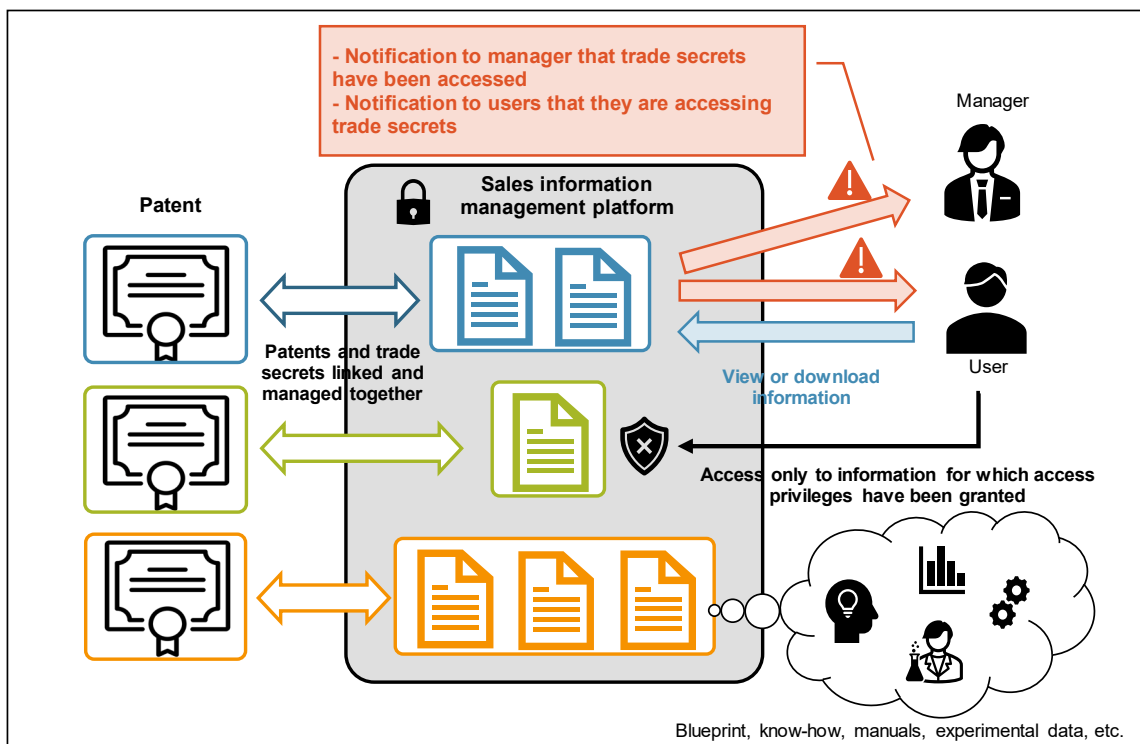 - Notification to manager that trade secrets
have been accessed
- Notification to users that they are accessing
trade secrets
Manager
Sales information
management platform
Patent
Patents and trade
secrets linked and
managed together
User
View or download
information
Access only to information for which access
privileges have been granted
Blueprint, know-how, manuals, experimental data, etc.